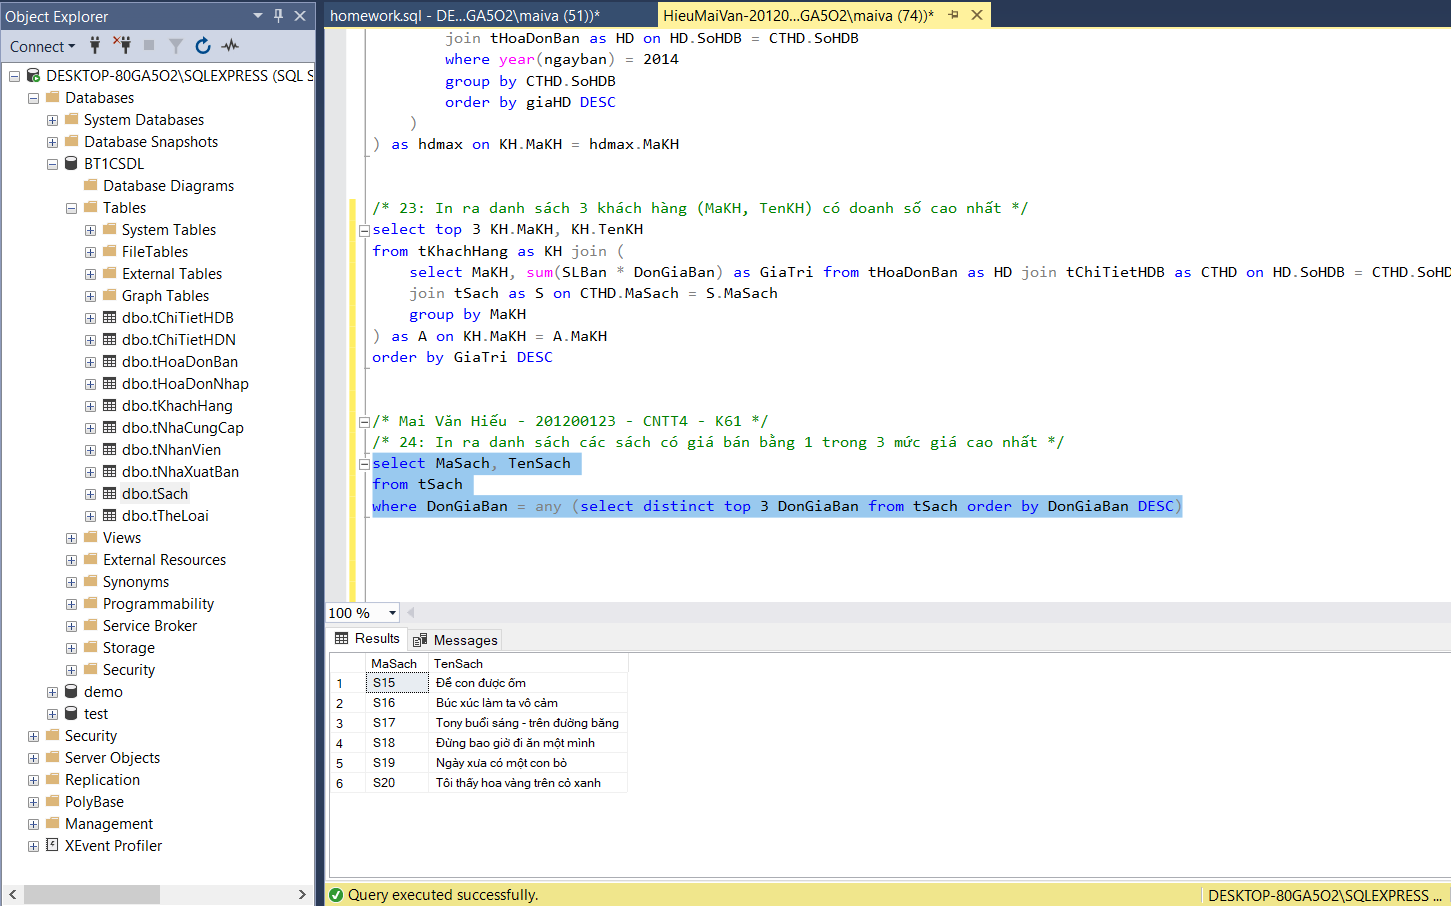 Object Explorer
Connect
DESKTOP-80GA5O2\SQLEXPRESS (SQL S
Databases
System Databases
Database Snapshots
BT1CSDL
Database Diagrams
Tables
System Tables
FileTables
External Tables
Graph Tables
dbo.tChiTietHDB
dbo.tChiTietHDN
dbo.tHoaDonBan
dbo.tHoaDonNhap
dbo.tKhachHang
dbo.tNhaCungCap
dbo.tNhanVien
dbo.tNhaXuatBan
dbo.tSach
dbo.tTheLoai
Views
External Resources
Synonyms
Programmability
Service Broker
Storage
Security
demo
test
Security
Server Objects
Replication
PolyBase
Management
XEvent Profiler
homework.sql - DE...GA5O2\maiva (51))*
HieuMaiVan-20120...GA5O2\maiva (74))*
join tHoaDonBan as HD on HD.SoHDB = CTHD.SoHDB
where year(ngayban) = 2014
group by CTHD.SoHDB
order by giaHD DESC
)
) as hdmax on KH.MaKH = hdmax.MaKH
/* 23: In ra danh sách 3 khách hàng (MaKH, TenKH) có doanh số cao nhất */
select top 3 KH.MaKH, KH.TenKH
from tKhachHang as KH join (
select MaKH, sum(SLBan * DonGiaBan) as GiaTri from tHoaDonBan as HD join tChiTietHDB as CTHD on HD.SoHDB = CTHD.SoHD
join tSach as S on CTHD.MaSach = S.MaSach
group by MaKH
) as A on KH.MaKH = A.MaKH
order by GiaTri DESC
/* Mai Văn Hiếu - 201200123 - CNTT4 - K61 */
/* 24: In ra danh sách các sách có giá bán bằng 1 trong 3 mức giá cao nhất */
select MaSach, TenSach
from tSach
where DonGiaBan = any (select distinct top 3 DonGiaBan from tSach order by DonGiaBan DESC)
100 %
Results Messages
MaSach TenSach
1 S15 Để con được ốm
2 S16 Búc xúc làm ta vô cảm
3 S17 Tony buổi sáng - trên đường băng
4 S18 Đừng bao giờ đi ăn một mình
5 S19 Ngày xưa có một con bò
6 S20 Tôi thấy hoa vàng trên cỏ xanh
Query executed successfully.
DESKTOP-80GA5O2\SQLEXPRESS ...